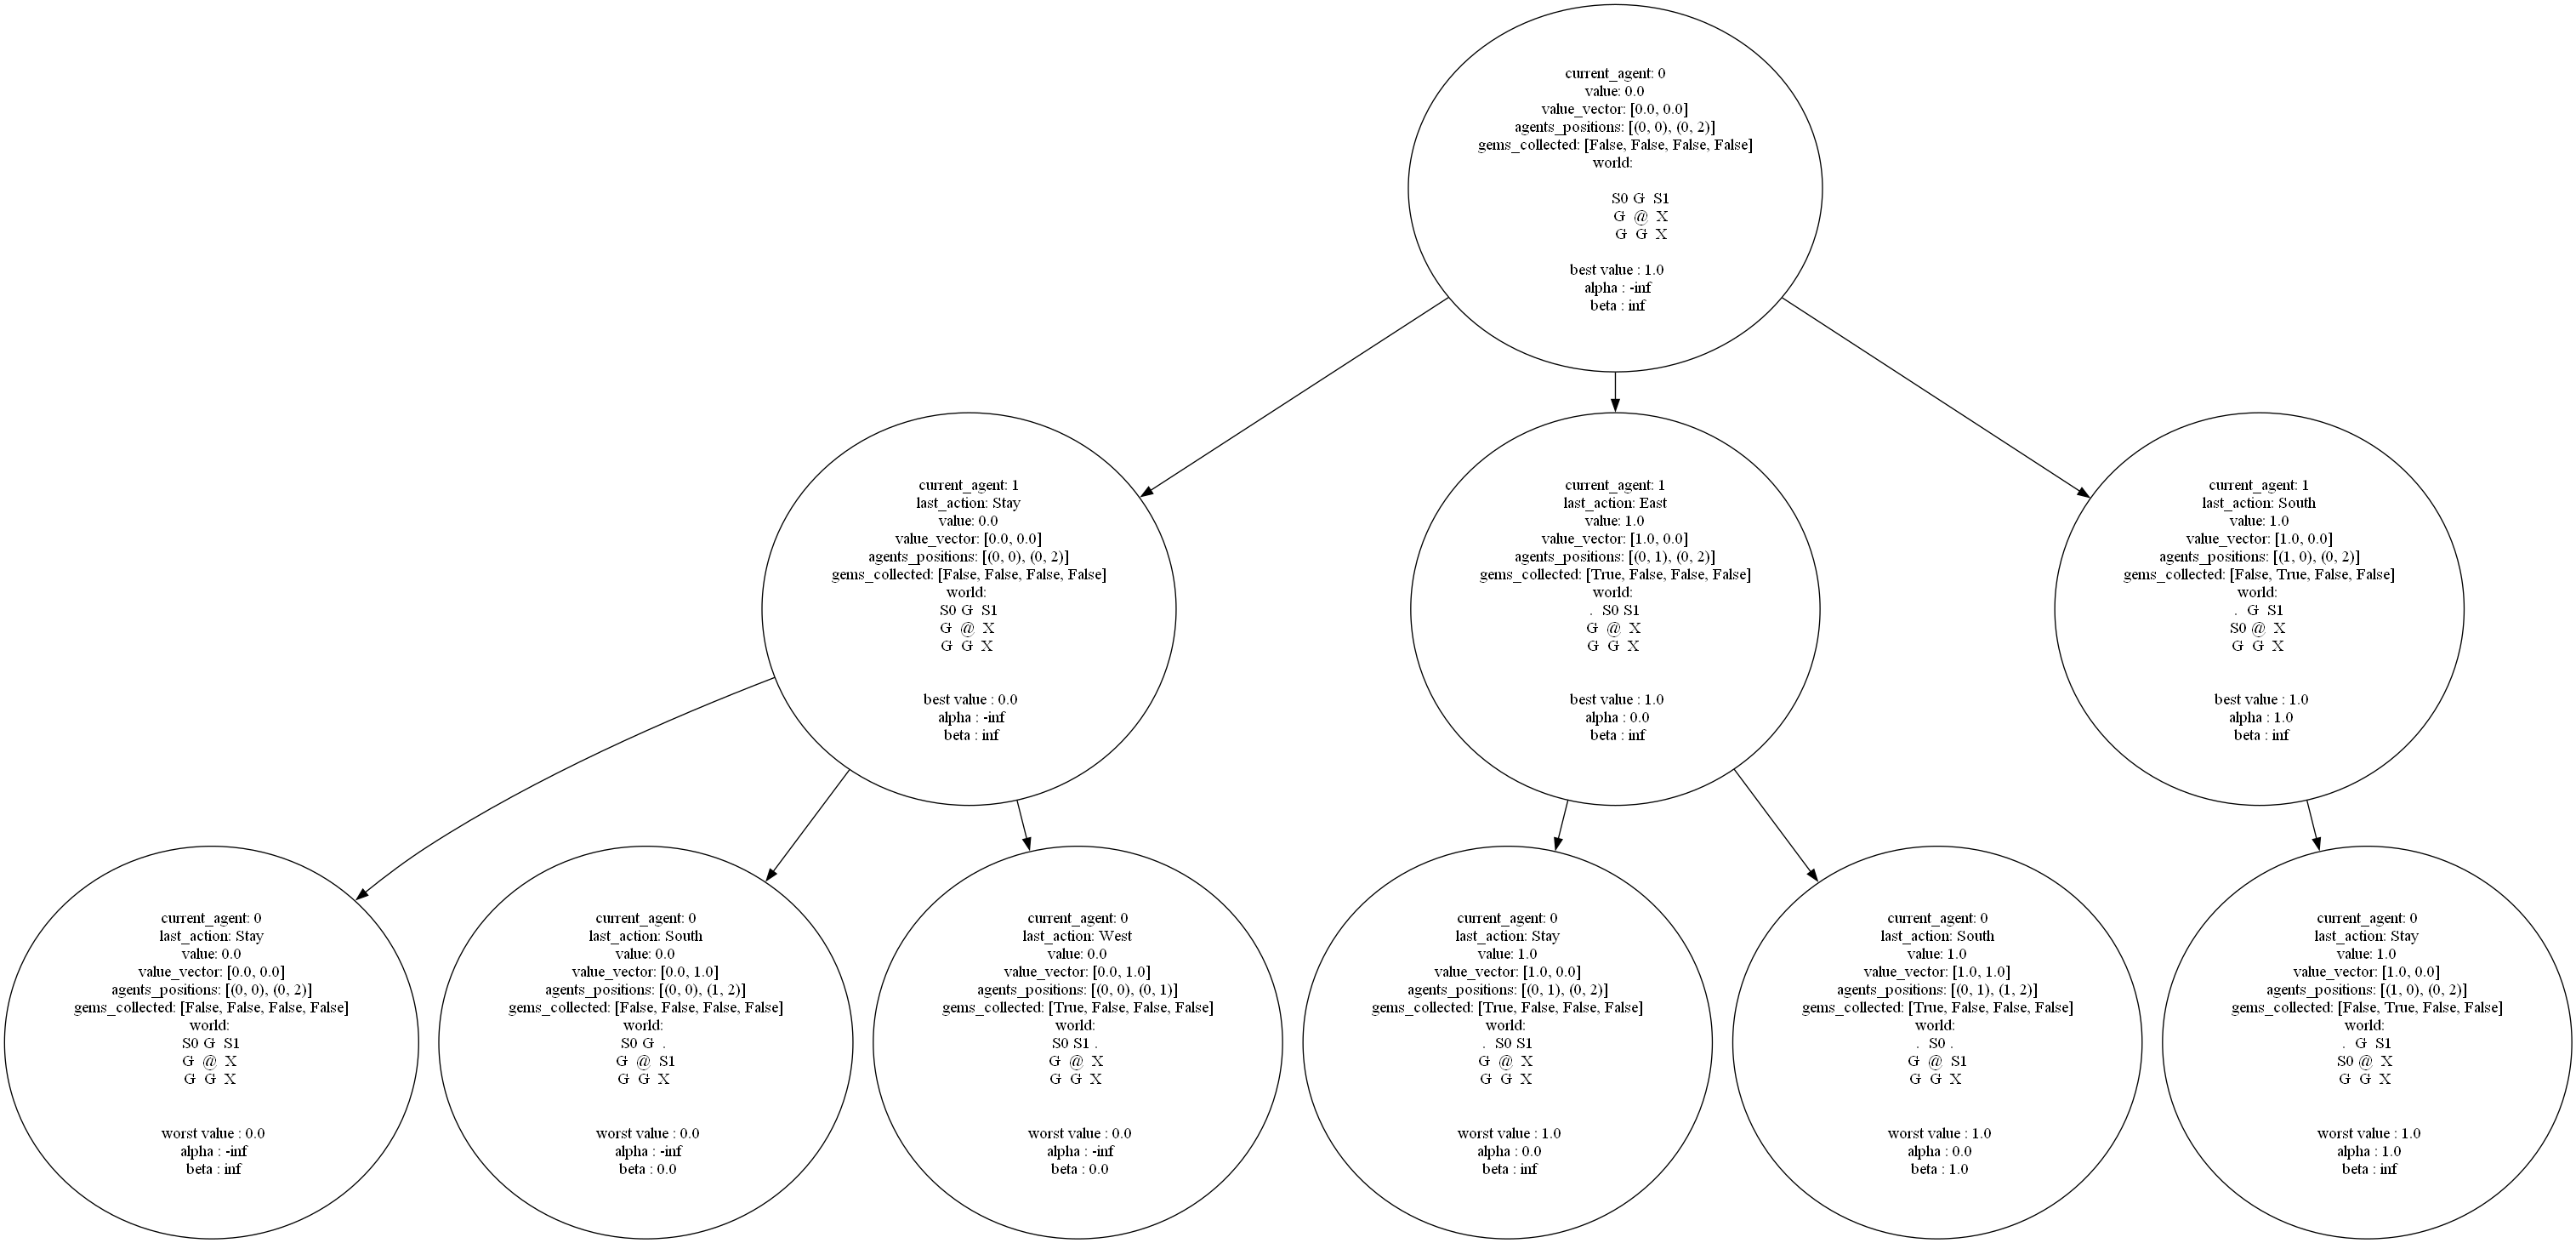 current_agent: 0
value: 0.0
value_vector: [0.0, 0.0]
agents_positions: [(0, 0), (0, 2)]
gems_collected: [False, False, False, False]
world:
S0 G S1
G @ X
G G X
best value : 1.0
alpha : -inf
beta : inf
current_agent: 1
last_action: Stay
value: 0.0
value_vector: [0.0, 0.0]
agents_positions: [(0, 0), (0, 2)]
gems_collected: [False, False, False, False]
world:
S0 G S1
G @ X
G G X
best value : 0.0
alpha : -inf
beta : inf
current_agent: 1
last_action: East
value: 1.0
value_vector: [1.0, 0.0]
agents_positions: [(0, 1), (0, 2)]
gems_collected: [True, False, False, False]
world:
. S0 S1
G @ X
G G X
best value : 1.0
alpha : 0.0
beta : inf
current_agent: 1
last_action: South
value: 1.0
value_vector: [1.0, 0.0]
agents_positions: [(1, 0), (0, 2)]
gems_collected: [False, True, False, False]
world:
. G S1
S0 @ X
G G X
best value : 1.0
alpha : 1.0
beta : inf
current_agent: 0
last_action: Stay
value: 0.0
value_vector: [0.0, 0.0]
agents_positions: [(0, 0), (0, 2)]
gems_collected: [False, False, False, False]
world:
S0 G S1
G @ X
G G X
worst value : 0.0
alpha : -inf
beta : inf
current_agent: 0
last_action: South
value: 0.0
value_vector: [0.0, 1.0]
agents_positions: [(0, 0), (1, 2)]
gems_collected: [False, False, False, False]
world:
S0 G .
G @ S1
G G X
worst value : 0.0
alpha : -inf
beta : 0.0
current_agent: 0
last_action: West
value: 0.0
value_vector: [0.0, 1.0]
agents_positions: [(0, 0), (0, 1)]
gems_collected: [True, False, False, False]
world:
S0 S1 .
G @ X
G G X
worst value : 0.0
alpha : -inf
beta : 0.0
current_agent: 0
last_action: Stay
value: 1.0
value_vector: [1.0, 0.0]
agents_positions: [(0, 1), (0, 2)]
gems_collected: [True, False, False, False]
world:
. S0 S1
G @ X
G G X
worst value : 1.0
alpha : 0.0
beta : inf
current_agent: 0
last_action: South
value: 1.0
value_vector: [1.0, 1.0]
agents_positions: [(0, 1), (1, 2)]
gems_collected: [True, False, False, False]
world:
. S0 .
G @ S1
G G X
worst value : 1.0
alpha : 0.0
beta : 1.0
current_agent: 0
last_action: Stay
value: 1.0
value_vector: [1.0, 0.0]
agents_positions: [(1, 0), (0, 2)]
gems_collected: [False, True, False, False]
world:
. G S1
S0 @ X
G G X
worst value : 1.0
alpha : 1.0
beta : inf